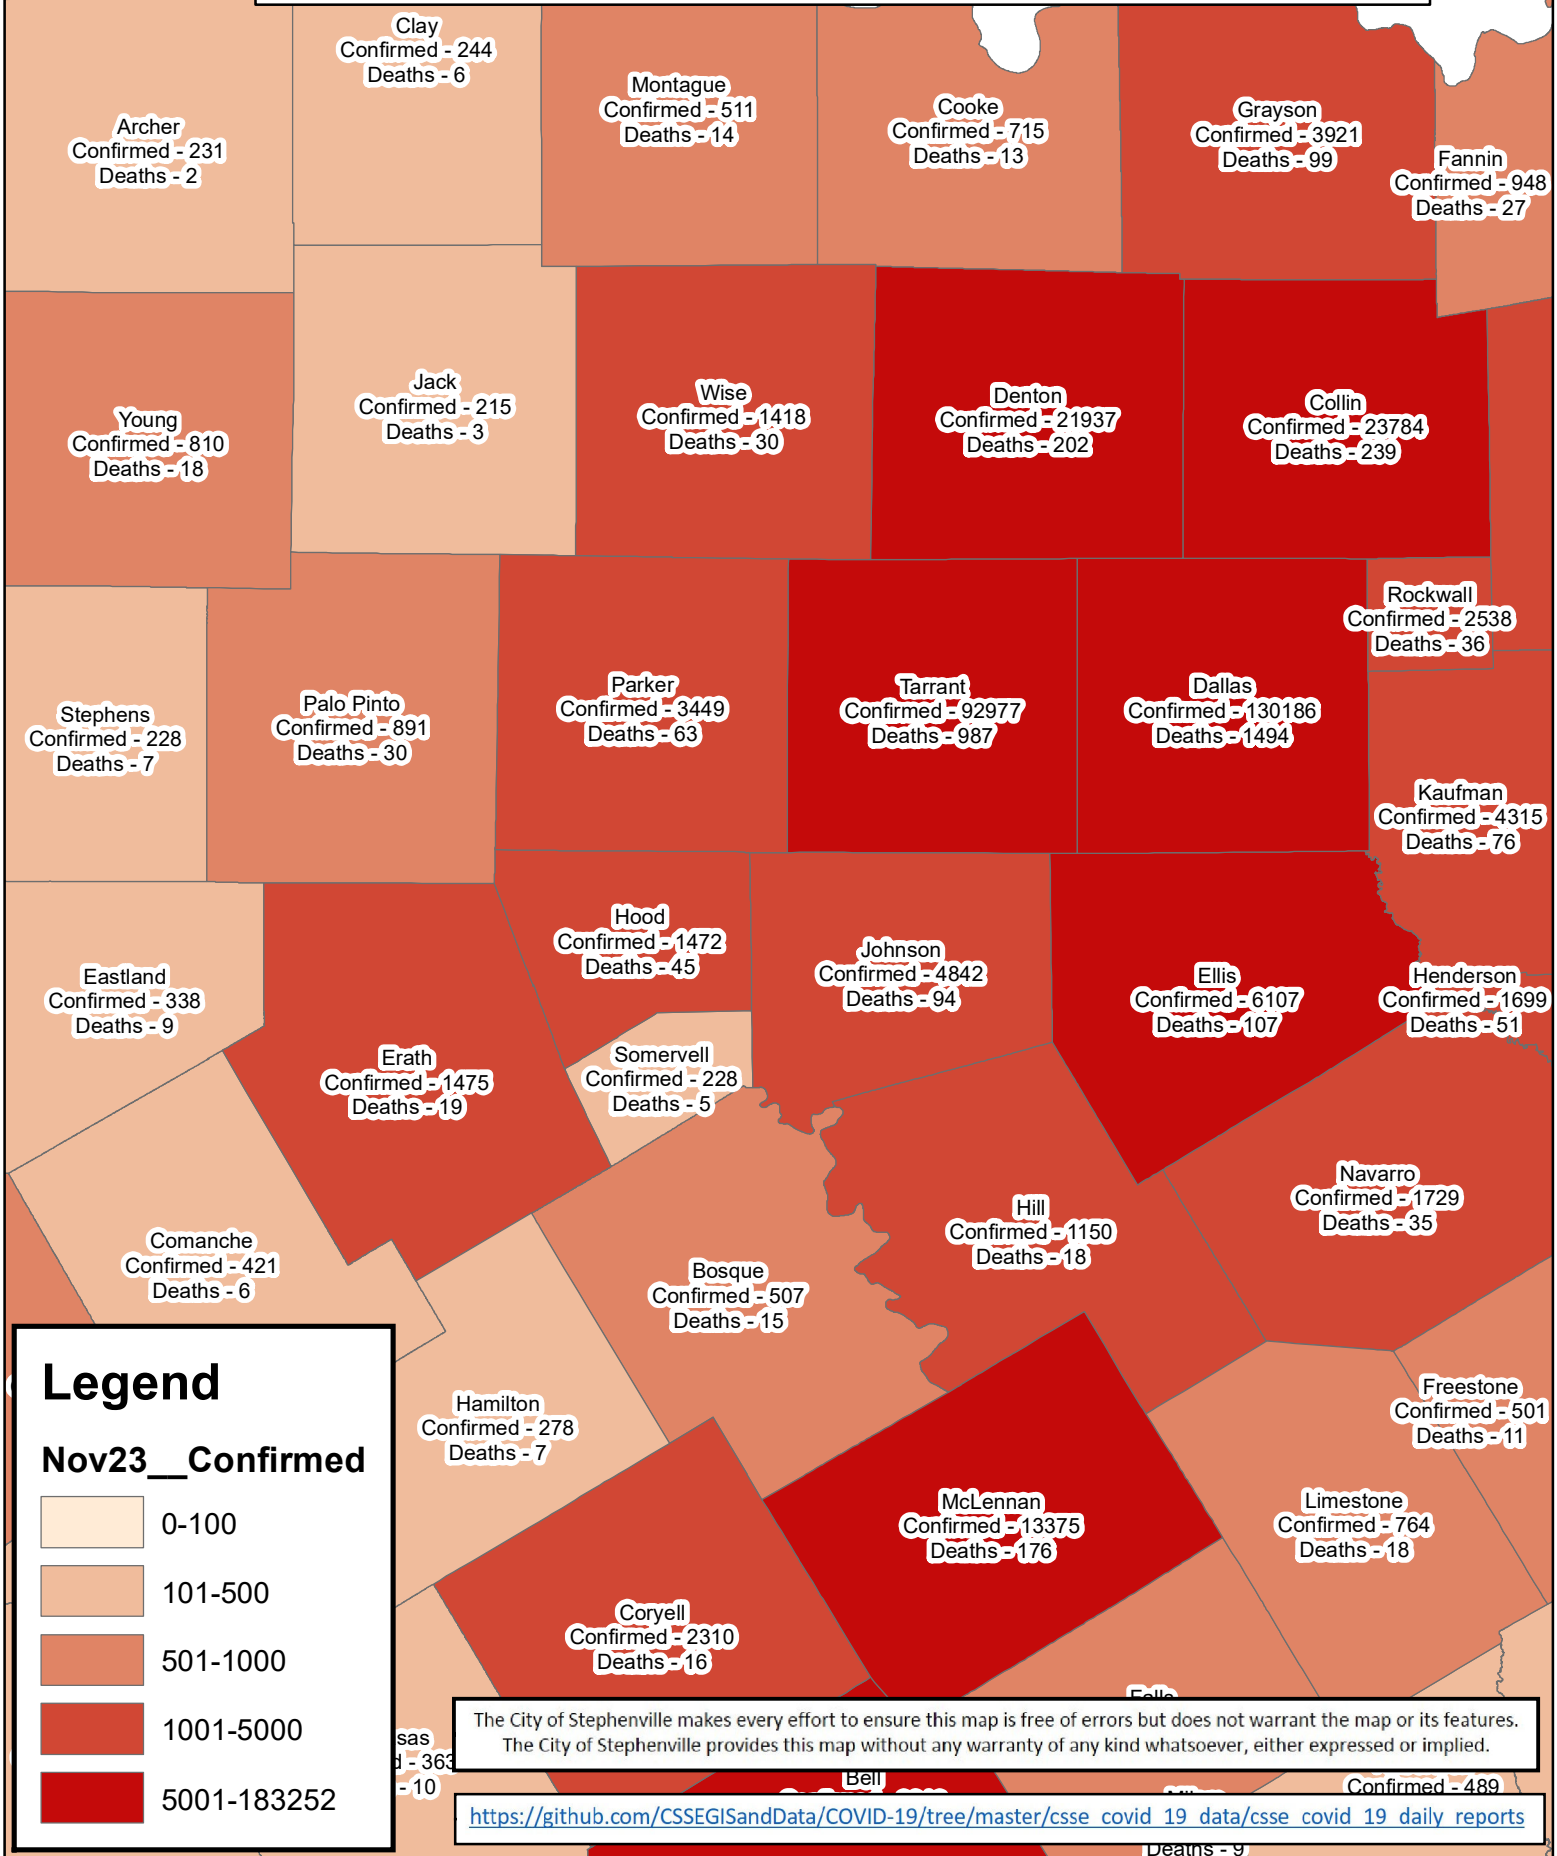 Clay
Confirmed - 244
Deaths - 6
Montague
Confirmed - 511
Deaths - 14
Cooke
Confirmed - 715
Deaths - 13
Grayson
Confirmed - 3921
Deaths - 99
Archer
Confirmed - 231
Deaths - 2
Fannin
Confirmed - 948
Deaths - 27
Jack
Confirmed - 215
Deaths - 3
Wise
Confirmed - 1418
Deaths - 30
Denton
Confirmed - 21937
Deaths - 202
Collin
Confirmed - 23784
Deaths - 239
Young
Confirmed - 810
Deaths - 18
Rockwall
Confirmed - 2538
Deaths - 36
Stephens
Confirmed - 228
Deaths - 7
Palo Pinto
Confirmed - 891
Deaths - 30
Parker
Confirmed - 3449
Deaths - 63
Tarrant
Confirmed - 92977
Deaths - 987
Dallas
Confirmed - 130186
Deaths - 1494
Kaufman
Confirmed - 4315
Deaths - 76
Hood
Confirmed - 1472
Deaths - 45
Johnson
Confirmed - 4842
Deaths - 94
Eastland
Confirmed - 338
Deaths - 9
Ellis
Confirmed - 6107
Deaths - 107
Henderson
Confirmed - 1699
Deaths - 51
Erath
Confirmed - 1475
Deaths - 19
Somervell
Confirmed - 228
Deaths - 5
Navarro
Confirmed - 1729
Deaths - 35
Hill
Confirmed - 1150
Deaths - 18
Comanche
Confirmed - 421
Deaths - 6
Bosque
Confirmed - 507
Deaths - 15
Hamilton
Confirmed - 278
Deaths - 7
Freestone
Confirmed - 501
Deaths - 11
McLennan
Confirmed - 13375
Deaths - 176
Limestone
Confirmed - 764
Deaths - 18
Coryell
Confirmed - 2310
Deaths - 16
Legend
Nov23__Confirmed
0-100
101-500
501-1000
1001-5000
5001-183252
sas
d - 363
- 10
The City of Stephenville makes every effort to ensure this map is free of errors but does not warrant the map or its features.
The City of Stephenville provides this map without any warranty of any kind whatsoever, either expressed or implied.
Bell
Confirmed - 489
https://github.com/CSSEGISandData/COVID-19/tree/master/csse_covid_19_data/csse_covid_19_daily_reports
Deaths - 9